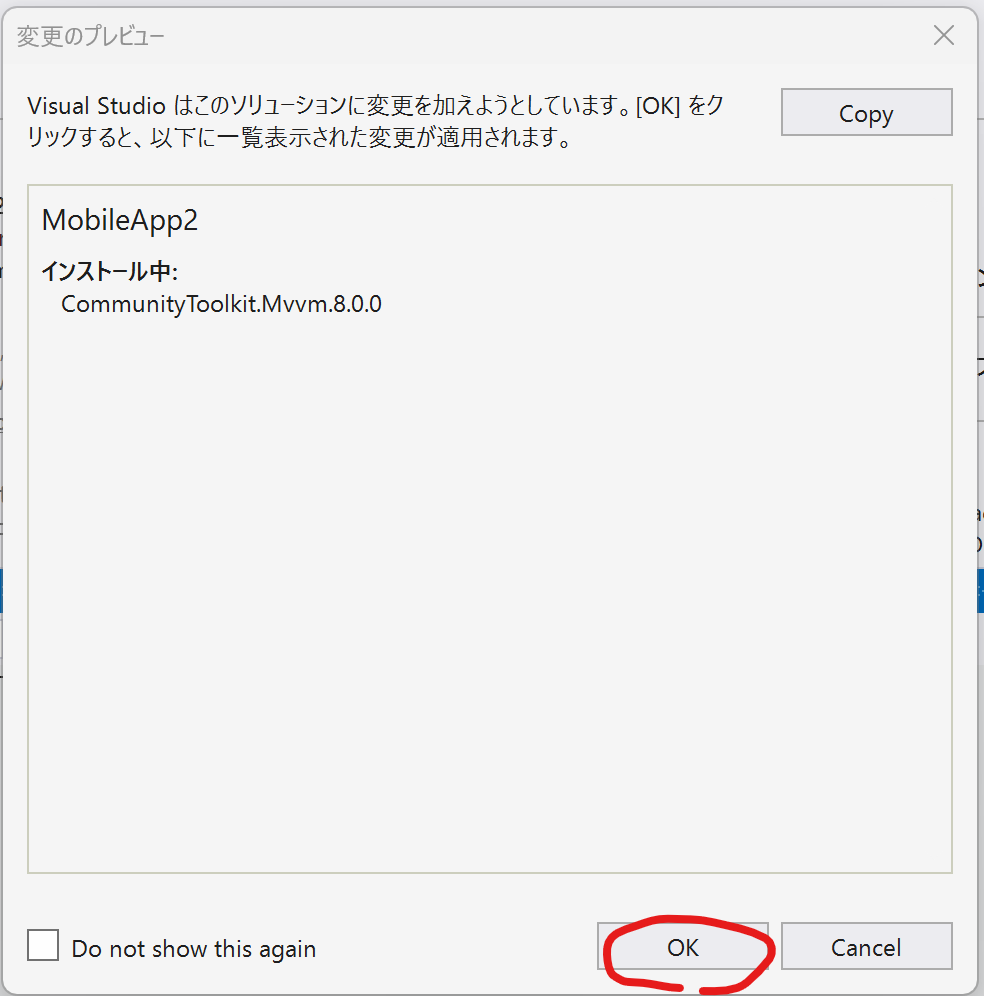 変更のプレビュー
Visual Studio はこのソリューションに変更を加えようとしています。[OK] をク
リックすると、以下に一覧表示された変更が適用されます。
Copy
MobileApp2
インストール中:
CommunityToolkit.Mvvm.8.0.0
Do not show this again
OK
Cancel